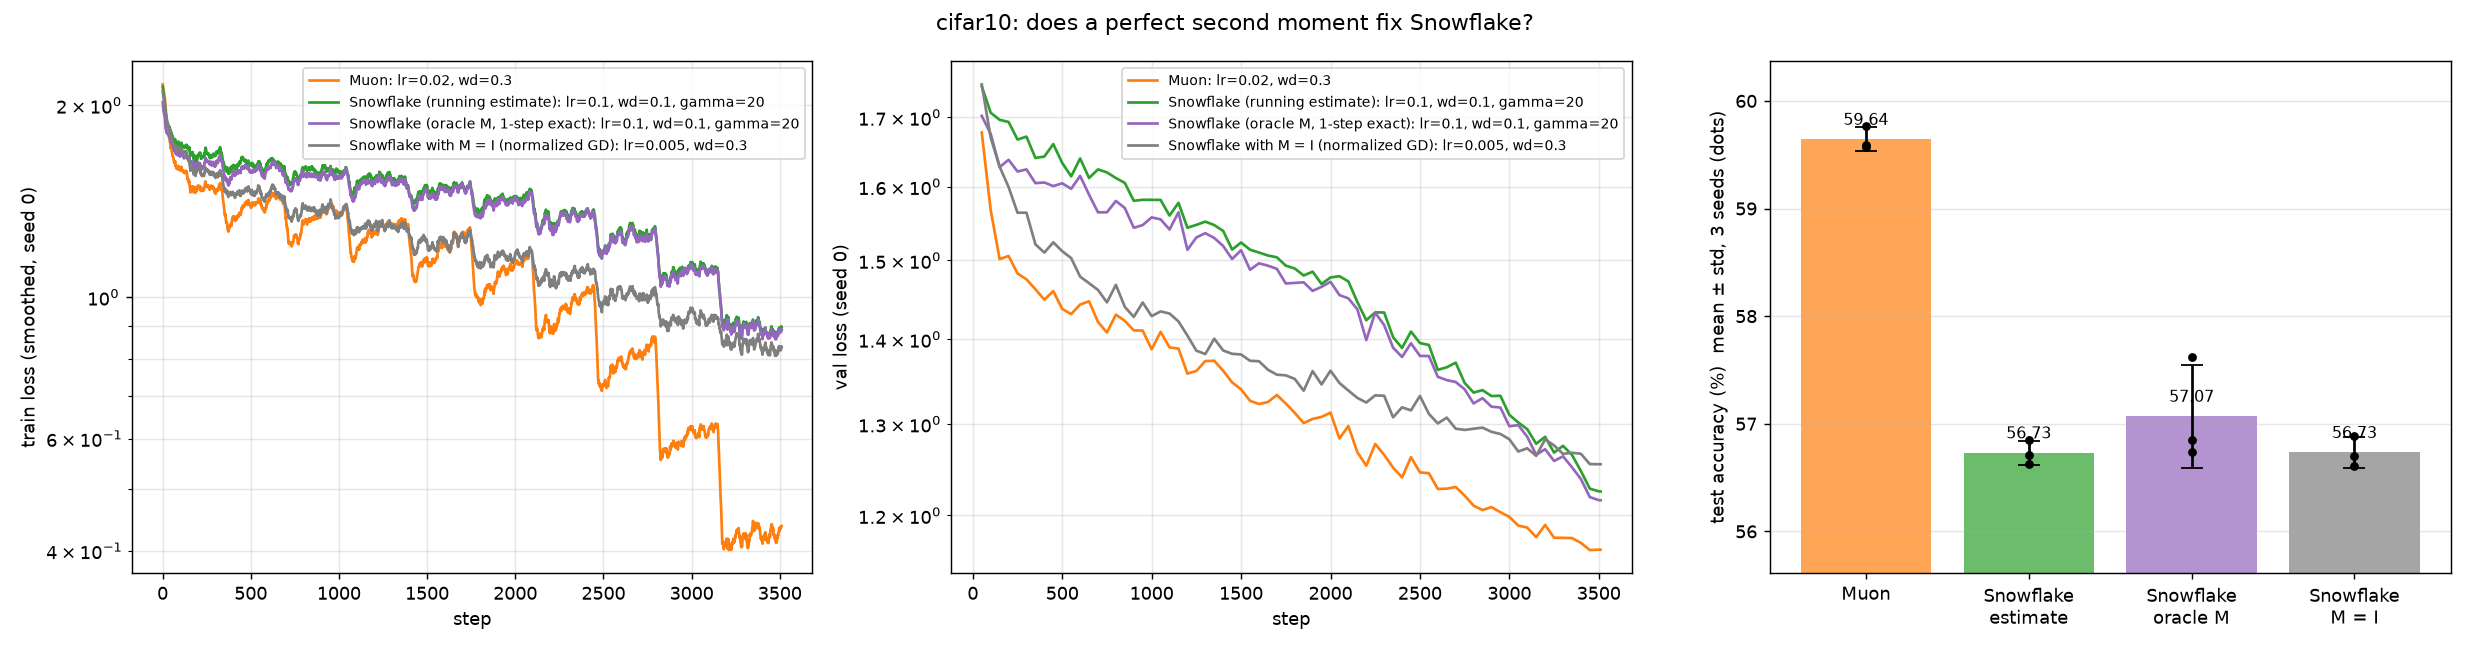 cifar10: does a perfect second moment fix Snowflake?
train loss (smoothed, seed 0)
2 × 10⁰
10⁰
6 × 10⁻¹
4 × 10⁻¹
Muon: lr=0.02, wd=0.3
Snowflake (running estimate): lr=0.1, wd=0.1, gamma=20
Snowflake (oracle M, 1-step exact): lr=0.1, wd=0.1, gamma=20
Snowflake with M = I (normalized GD): lr=0.005, wd=0.3
0 500 1000 1500 2000 2500 3000 3500
step
val loss (seed 0)
1.7 × 10⁰
1.6 × 10⁰
1.5 × 10⁰
1.4 × 10⁰
1.3 × 10⁰
1.2 × 10⁰
Muon: lr=0.02, wd=0.3
Snowflake (running estimate): lr=0.1, wd=0.1, gamma=20
Snowflake (oracle M, 1-step exact): lr=0.1, wd=0.1, gamma=20
Snowflake with M = I (normalized GD): lr=0.005, wd=0.3
0 500 1000 1500 2000 2500 3000 3500
step
test accuracy (%) mean ± std, 3 seeds (dots)
60
59
58
57
56
59.64
56.73
57.07
56.73
Muon
Snowflake
estimate
Snowflake
oracle M
Snowflake
M = I